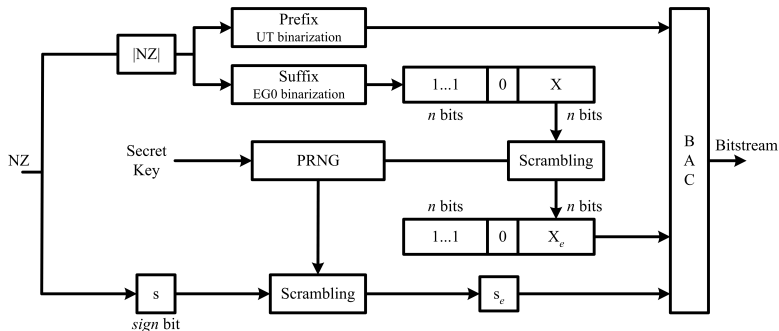 Prefix
UT binarization
|NZ|
Suffix
EG0 binarization
1...1 0 X
n bits n bits
NZ
Secret
Key
PRNG
Scrambling
B
A
C
Bitstream
n bits n bits
1...1 0 Xe
s
sign bit
Scrambling
se